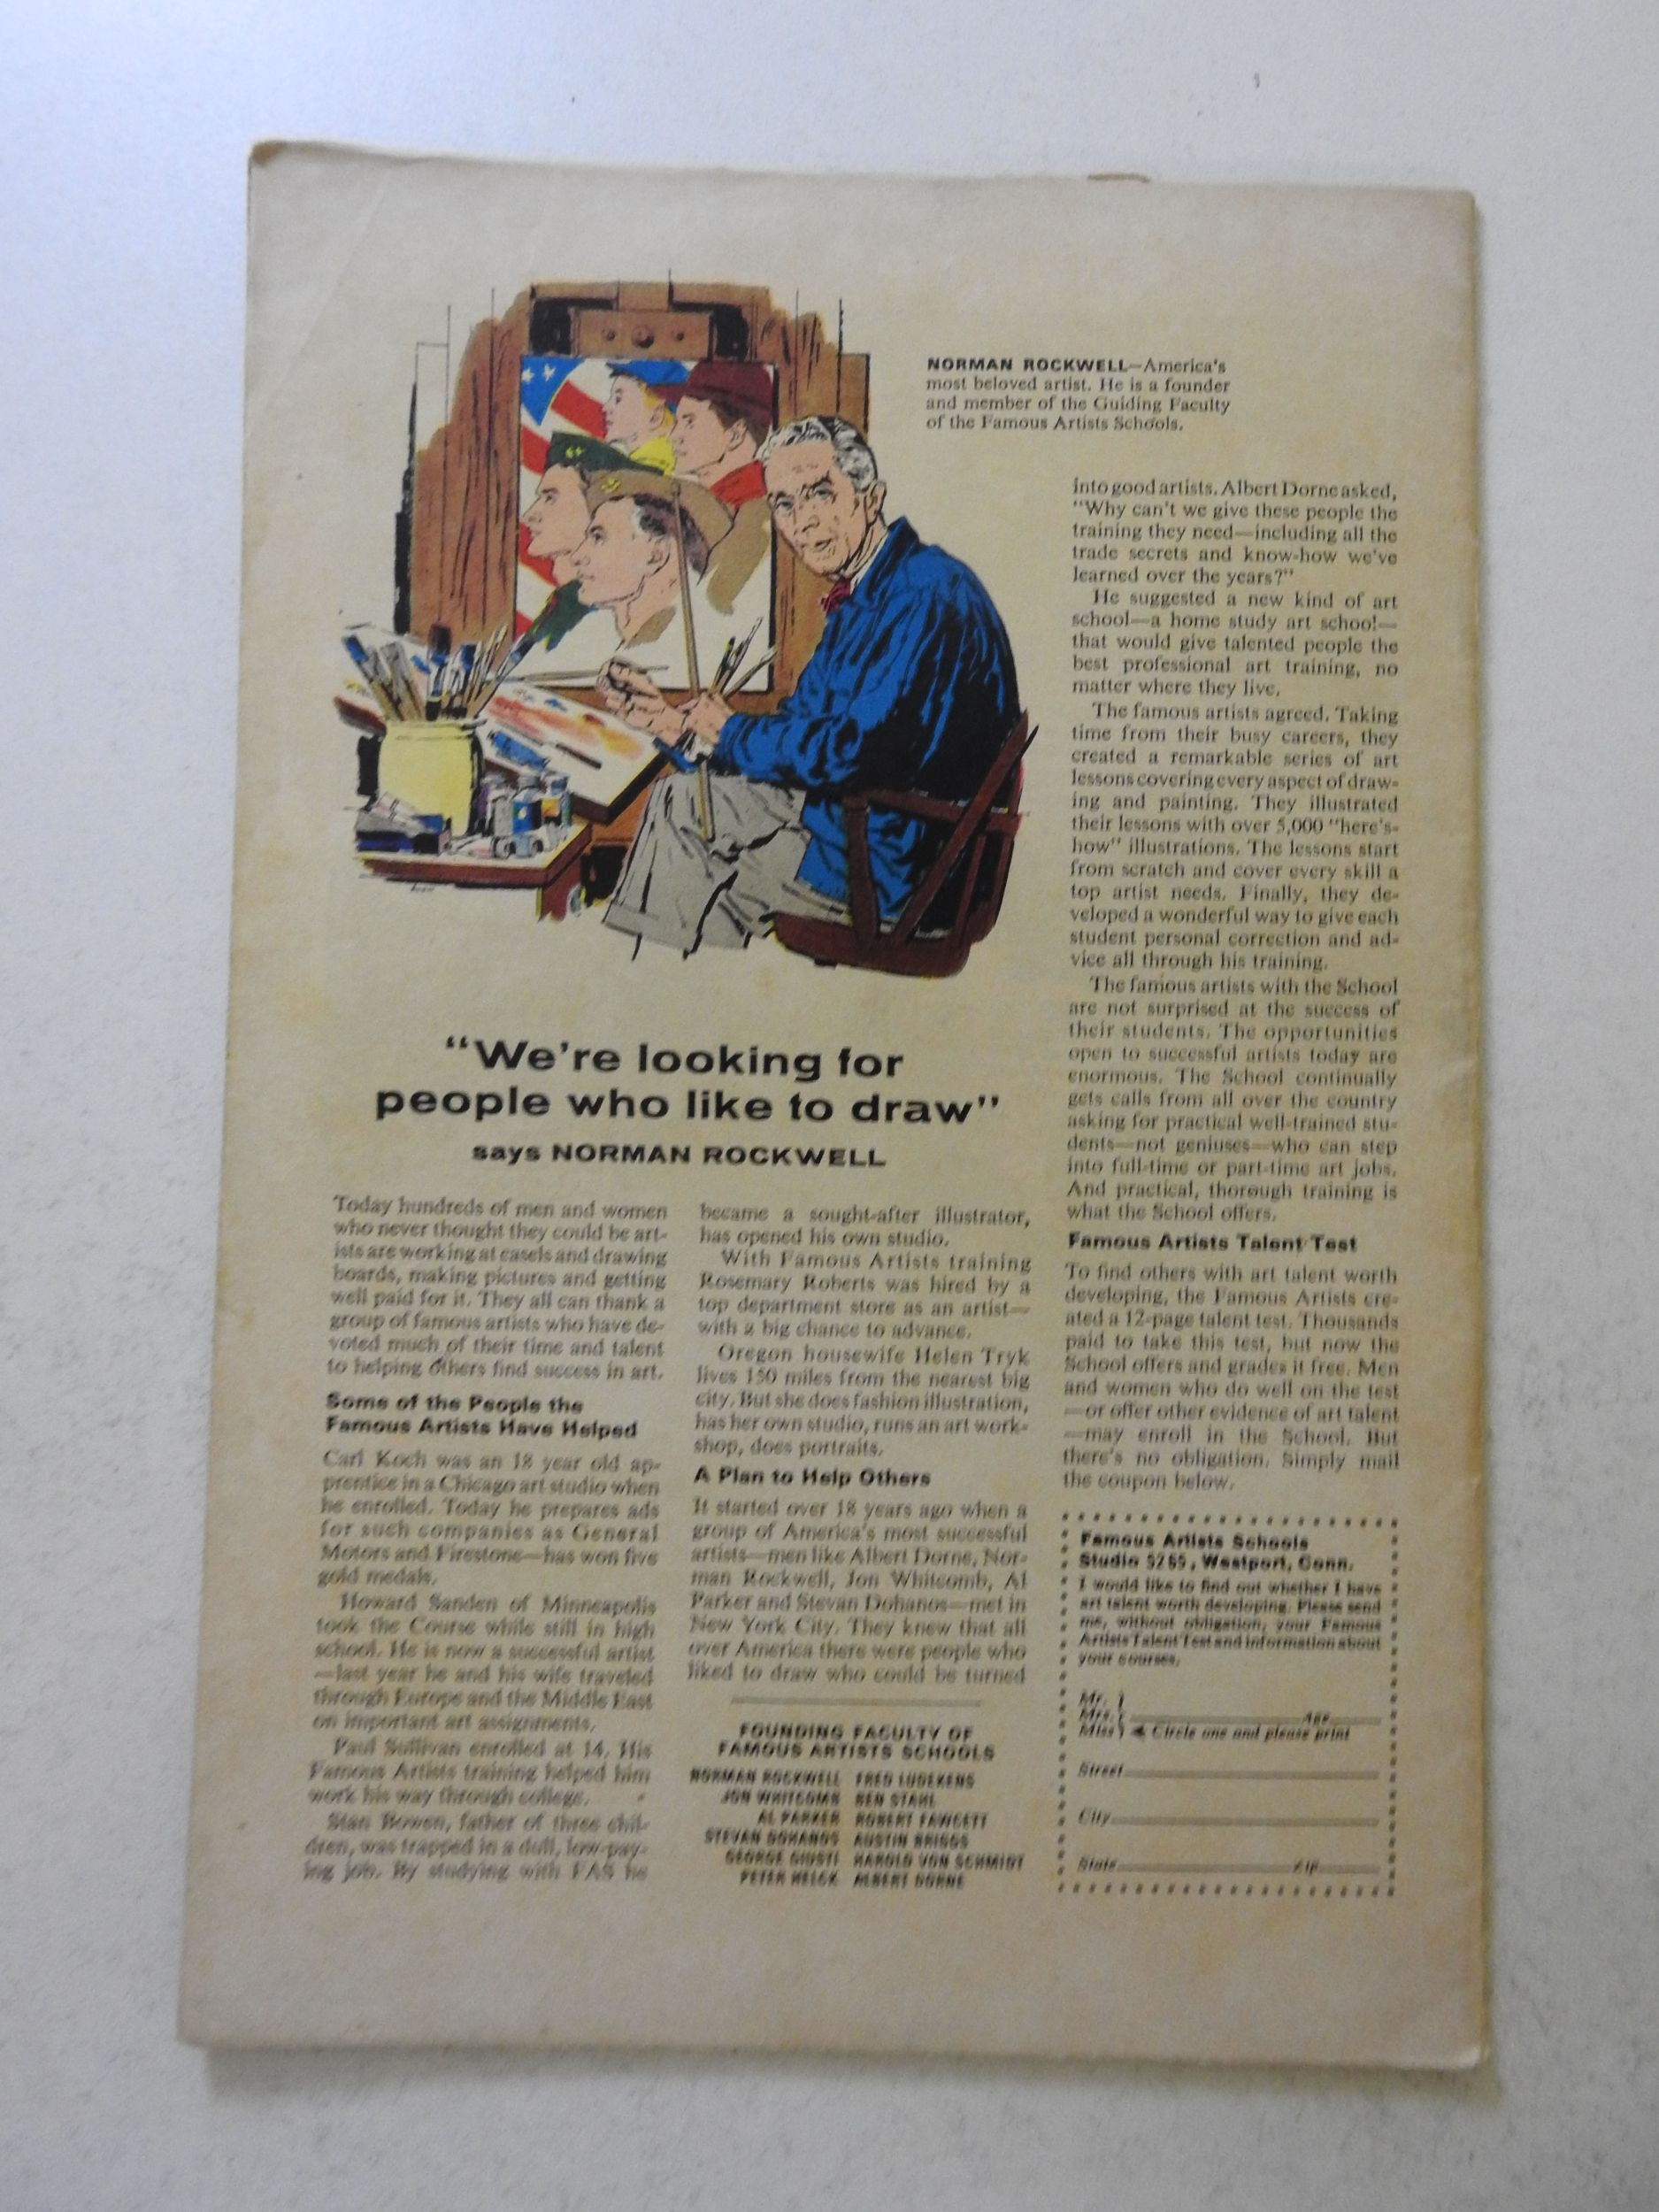 NORMAN ROCKWELL—America's
most beloved artist. He is a founder
and member of the Guiding Faculty
of the Famous Artists Schools.
"We're looking for
people who like to draw"
says NORMAN ROCKWELL
Today hundreds of men and women
who never thought they could be art-
ists are working at easels and drawing
boards, making pictures and getting
well paid for it. They all can thank a
group of famous artists who have de-
voted much of their time and talent
to helping others find success in art.
Some of the People the
Famous Artists Have Helped
Carl Koch was an 18 year old ap-
prentice in a Chicago art studio when
he enrolled. Today he prepares ads
for such companies as General
Motors and Firestone—has won five
gold medals.
Howard Sanden of Minneapolis
took the Course while still in high
school. He is now a successful artist
—last year he and his wife traveled
through Europe and the Middle East
on important art assignments.
Paul Sullivan enrolled at 14. His
Famous Artists training helped him
work his way through college.
Stan Bowen, father of three chil-
dren, was trapped in a dull, low-pay-
ing job. By studying with FAS he
became a sought-after illustrator,
has opened his own studio.
With Famous Artists training
Rosemary Roberts was hired by a
top department store as an artist—
with a big chance to advance.
Oregon housewife Helen Tryk
lives 150 miles from the nearest big
city. But she does fashion illustration,
has her own studio, runs an art work-
shop, does portraits.
A Plan to Help Others
It started over 18 years ago when a
group of America's most successful
artists—men like Albert Dorne, Nor-
man Rockwell, Jon Whitcomb, Al
Parker and Stevan Dohanos—met in
New York City. They knew that all
over America there were people who
liked to draw who could be turned
FOUNDING FACULTY OF
FAMOUS ARTISTS SCHOOLS
NORMAN ROCKWELL FRED LUDEKENS
JON WHITCOMB BEN STAHL
AL PARKER ROBERT FAWCETT
STEVAN DOHANOS AUSTIN BRIGGS
GEORGE GIUSTI HAROLD VON SCHMIDT
PETER HELCK ALBERT DORNE
into good artists. Albert Dorne asked,
"Why can't we give these people the
training they need—including all the
trade secrets and know-how we've
learned over the years?"
He suggested a new kind of art
school—a home study art school—
that would give talented people the
best professional art training, no
matter where they live.
The famous artists agreed. Taking
time from their busy careers, they
created a remarkable series of art
lessons covering every aspect of draw-
ing and painting. They illustrated
their lessons with over 5,000 "here's-
how" illustrations. The lessons start
from scratch and cover every skill a
top artist needs. Finally, they de-
veloped a wonderful way to give each
student personal correction and ad-
vice all through his training.
The famous artists with the School
are not surprised at the success of
their students. The opportunities
open to successful artists today are
enormous. The School continually
gets calls from all over the country
asking for practical well-trained stu-
dents—not geniuses—who can step
into full-time or part-time art jobs.
And practical, thorough training is
what the School offers.
Famous Artists Talent Test
To find others with art talent worth
developing, the Famous Artists cre-
ated a 12-page talent test. Thousands
paid to take this test, but now the
School offers and grades it free. Men
and women who do well on the test
—or offer other evidence of art talent
—may enroll in the School. But
there's no obligation. Simply mail
the coupon below.
Famous Artists Schools
Studio 5265, Westport, Conn.
I would like to find out whether I have
art talent worth developing. Please send
me, without obligation, your Famous
Artists Talent Test and information about
your courses.
Mr.
Mrs. Age
Miss Circle one and please print
Street
City
State Zip